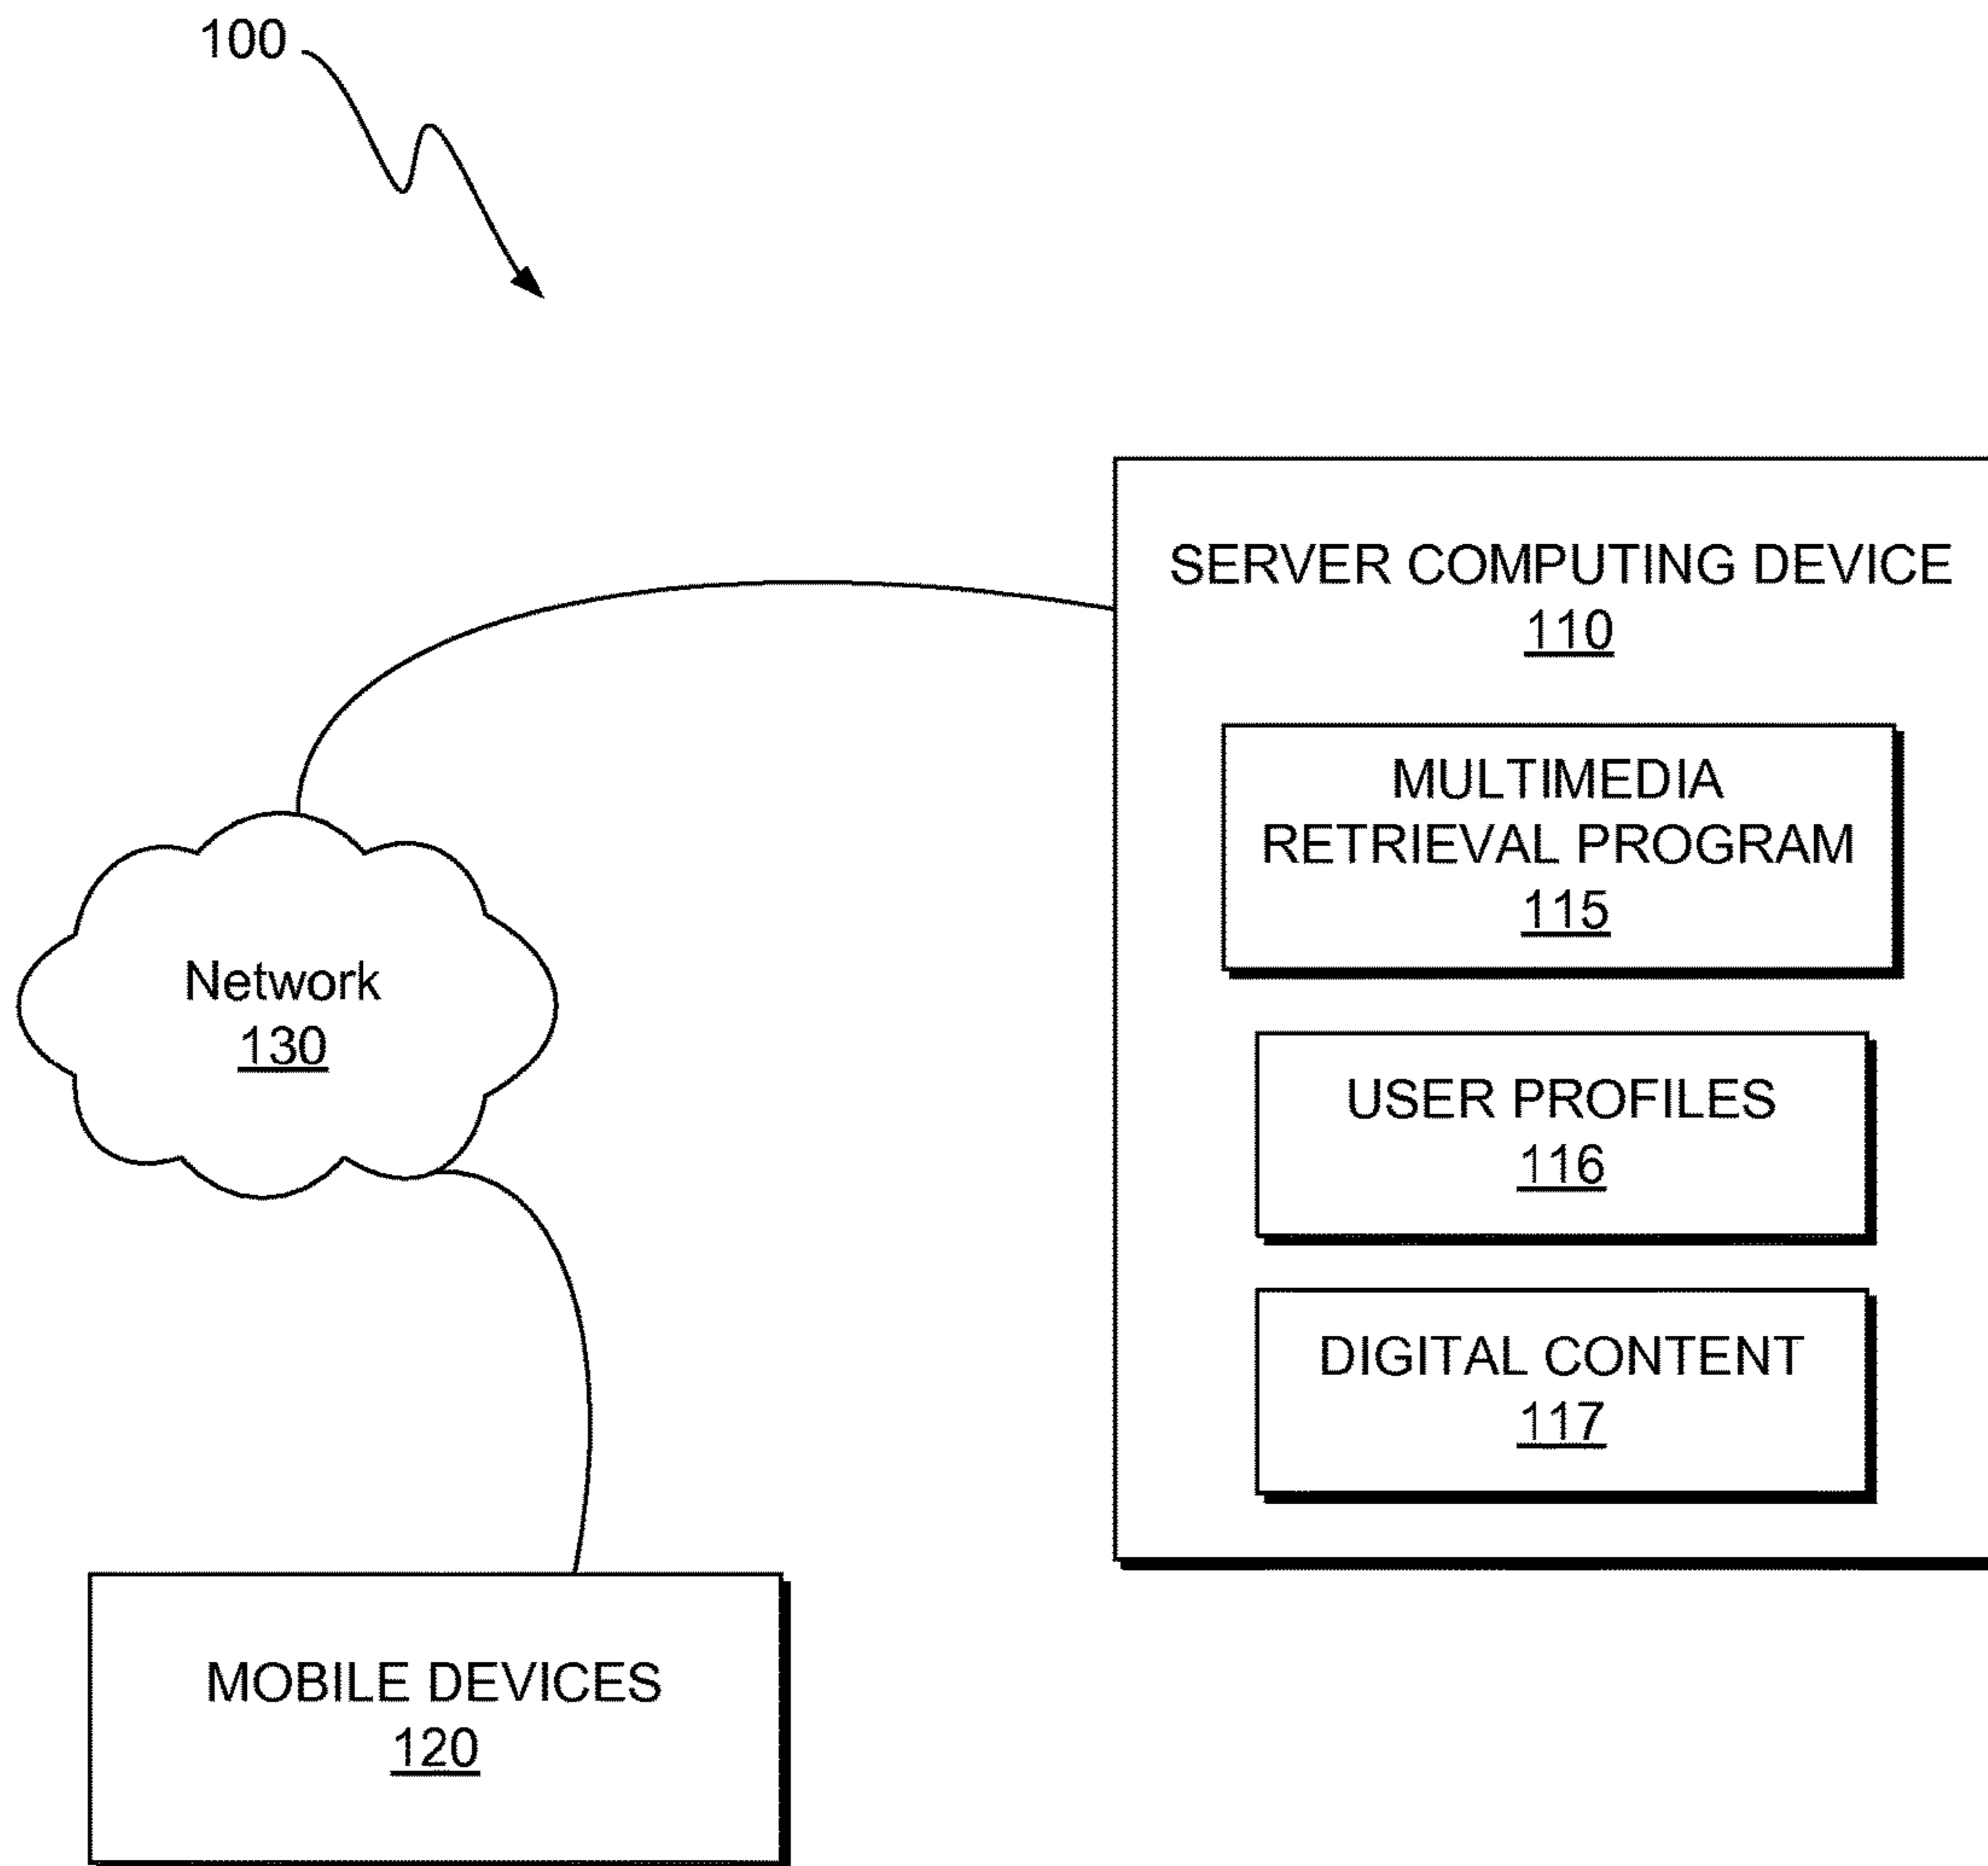 100
SERVER COMPUTING DEVICE
110
MULTIMEDIA
RETRIEVAL PROGRAM
115
Network
130
USER PROFILES
116
DIGITAL CONTENT
117
MOBILE DEVICES
120